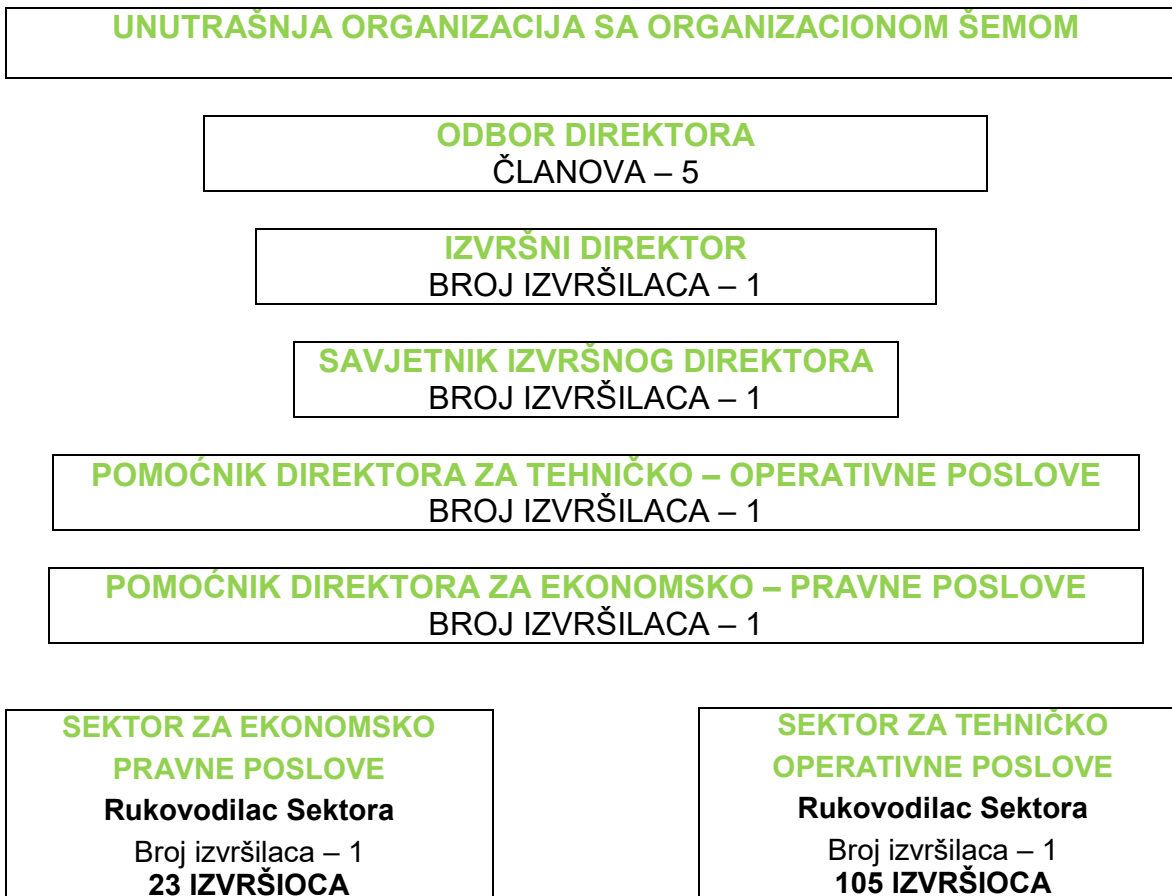 UNUTRAŠNJA ORGANIZACIJA SA ORGANIZACIONOM ŠEMOM
ODBOR DIREKTORA
ČLANOVA – 5
IZVRŠNI DIREKTOR
BROJ IZVRŠILACA – 1
SAVJETNIK IZVRŠNOG DIREKTORA
BROJ IZVRŠILACA – 1
POMOĆNIK DIREKTORA ZA TEHNIČKO – OPERATIVNE POSLOVE
BROJ IZVRŠILACA – 1
POMOĆNIK DIREKTORA ZA EKONOMSKO – PRAVNE POSLOVE
BROJ IZVRŠILACA – 1
SEKTOR ZA EKONOMSKO
PRAVNE POSLOVE
Rukovodilac Sektora
Broj izvršilaca – 1
23 IZVRŠIOCA
SEKTOR ZA TEHNIČKO
OPERATIVNE POSLOVE
Rukovodilac Sektora
Broj izvršilaca – 1
105 IZVRŠIOCA